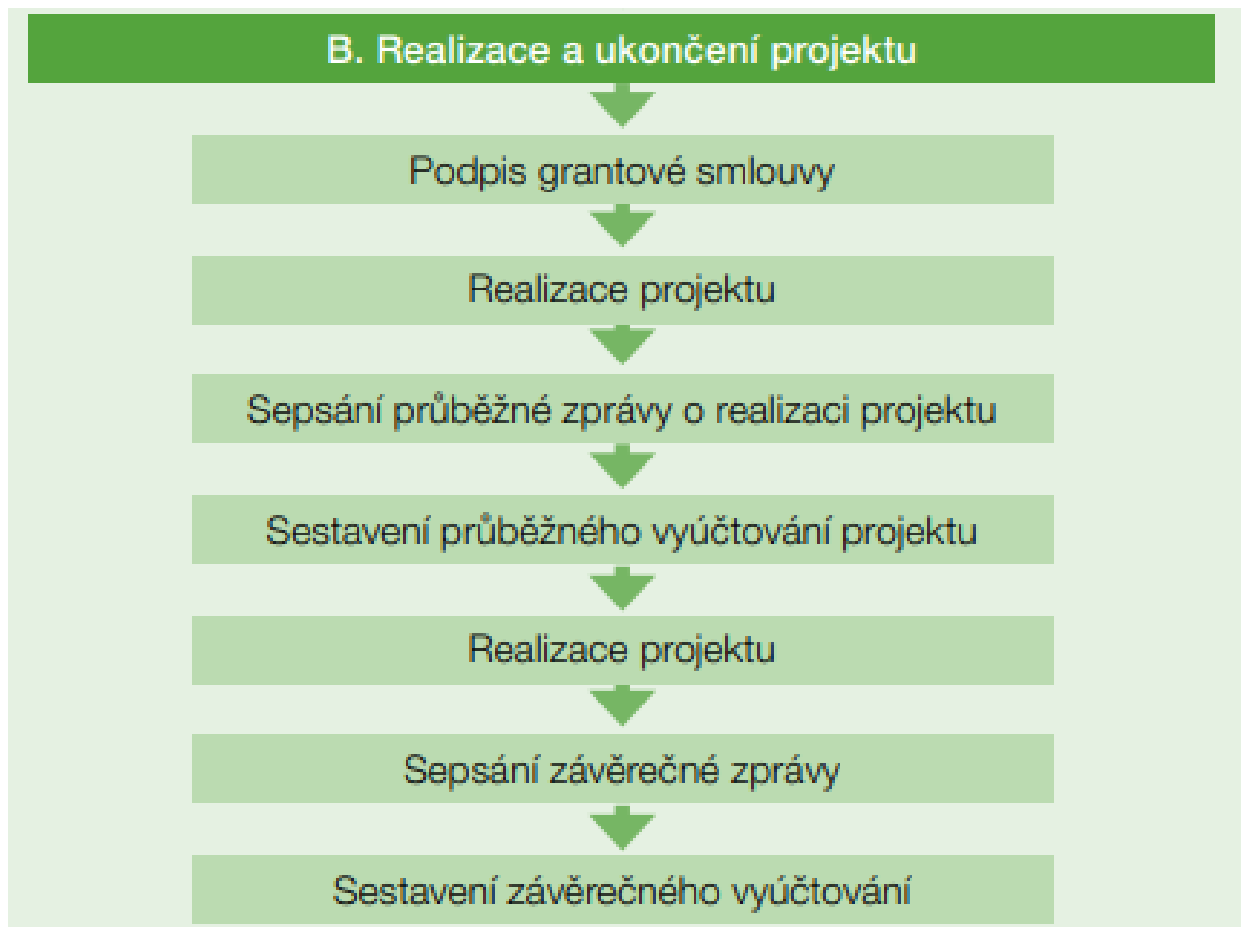 B. Realizace a ukončení projektu
Podpis grantové smlouvy
Realizace projektu
Sepsání průběžné zprávy o realizaci projektu
Sestavení průběžného vyúčtování projektu
Realizace projektu
Sepsání závěrečné zprávy
Sestavení závěrečného vyúčtování